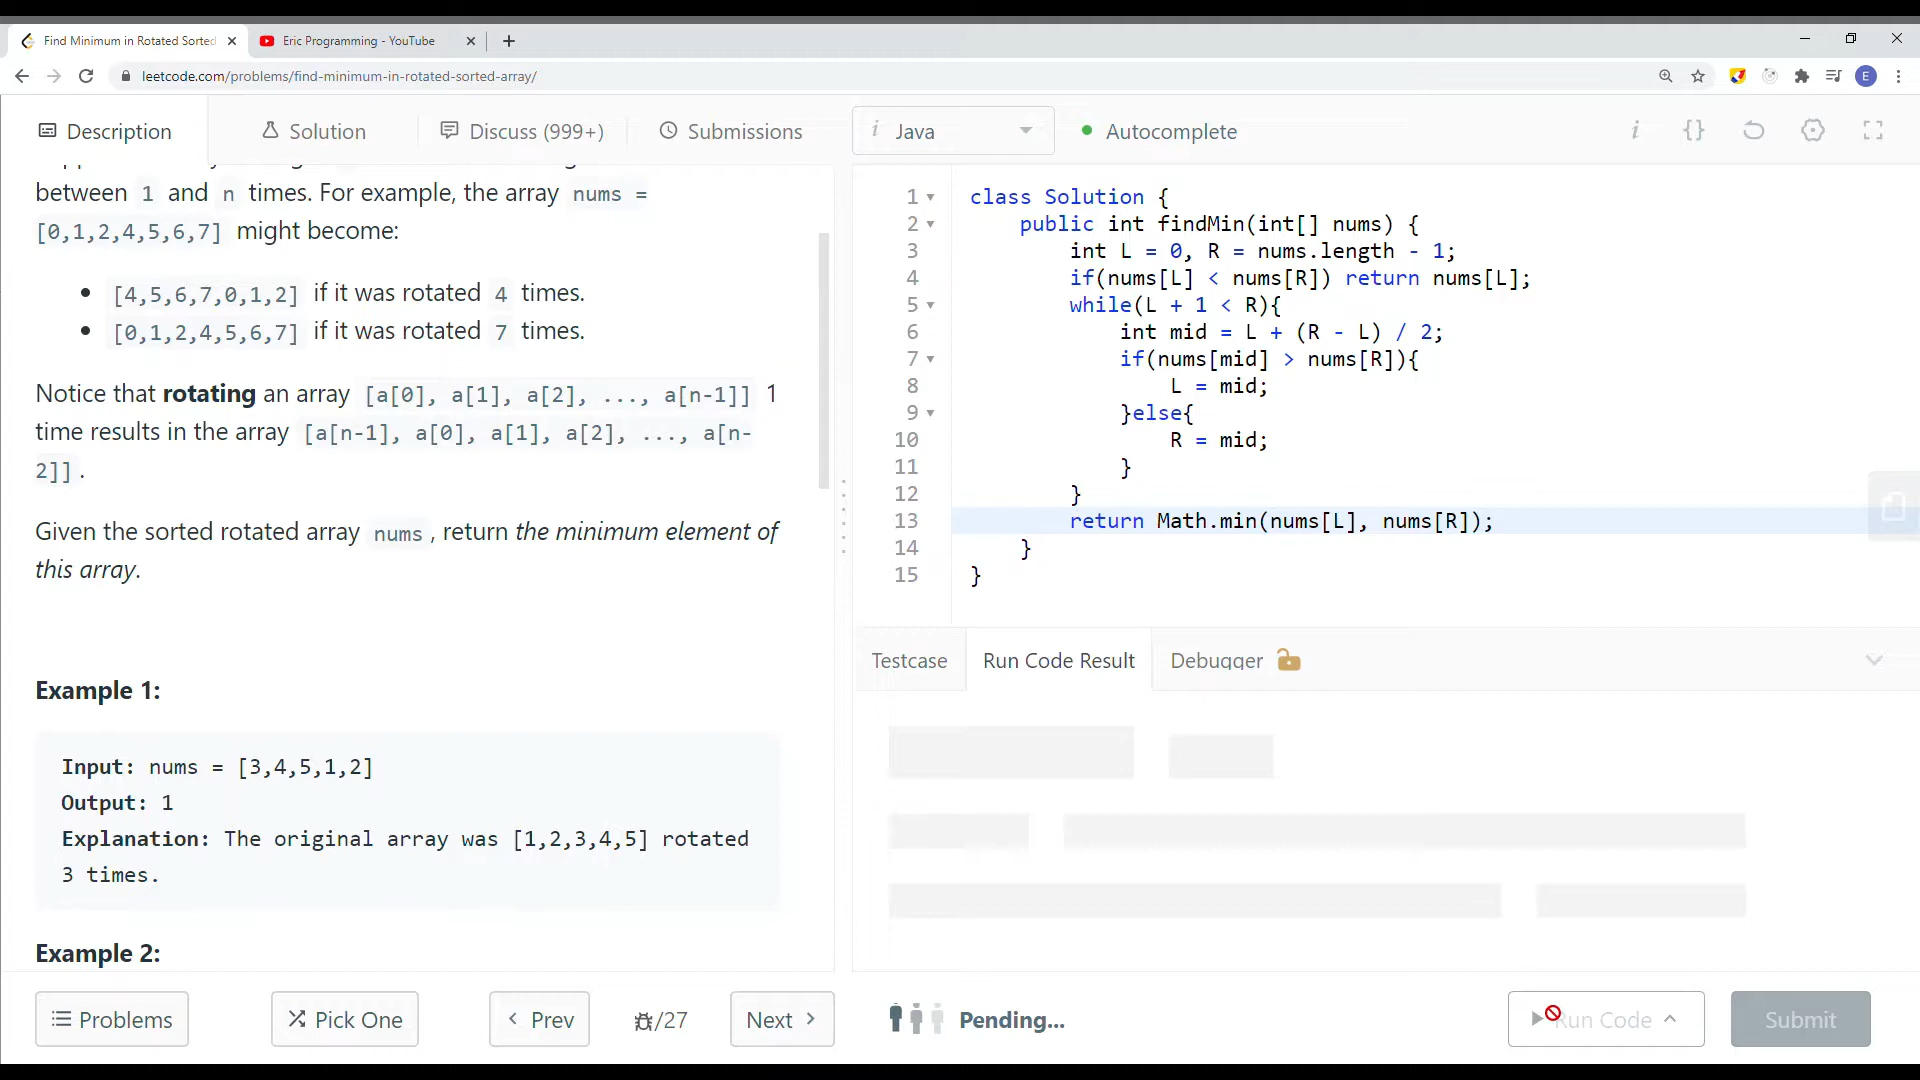 Find Minimum in Rotated Sorted
Eric Programming - YouTube
leetcode.com/problems/find-minimum-in-rotated-sorted-array/
E
Description
Solution
Discuss (999+)
Submissions
i Java
Autocomplete
i
{}
between 1 and n times. For example, the array nums =
[0,1,2,4,5,6,7] might become:
[4,5,6,7,0,1,2] if it was rotated 4 times.
[0,1,2,4,5,6,7] if it was rotated 7 times.
Notice that rotating an array [a[0], a[1], a[2], ..., a[n-1]] 1
time results in the array [a[n-1], a[0], a[1], a[2], ..., a[n-
2]] .
Given the sorted rotated array nums , return the minimum element of
this array.
Example 1:
Input: nums = [3,4,5,1,2]
Output: 1
Explanation: The original array was [1,2,3,4,5] rotated
3 times.
Example 2:
1 class Solution {
2 public int findMin(int[] nums) {
3 int L = 0, R = nums.length - 1;
4 if(nums[L] < nums[R]) return nums[L];
5 while(L + 1 < R){
6 int mid = L + (R - L) / 2;
7 if(nums[mid] > nums[R]){
8 L = mid;
9 }else{
10 R = mid;
11 }
12 }
13 return Math.min(nums[L], nums[R]);
14 }
15 }
Testcase
Run Code Result
Debugger
Problems
Pick One
Prev
/27
Next
Pending...
Run Code
Submit